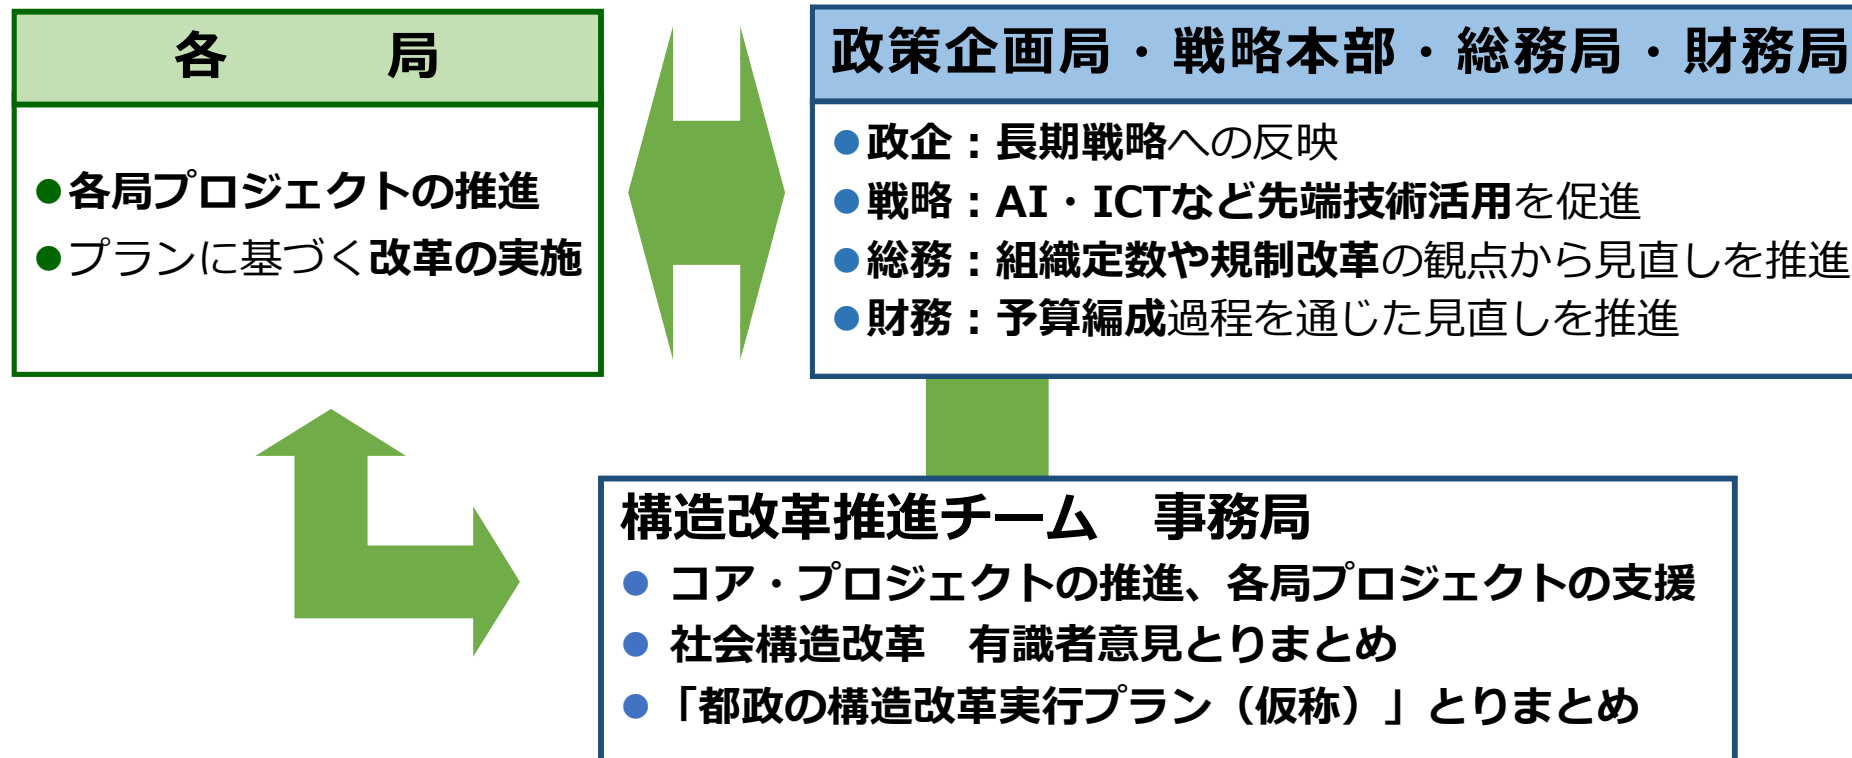 各　　　局
●各局プロジェクトの推進
●プランに基づく改革の実施
政策企画局・戦略本部・総務局・財務局
●政企：長期戦略への反映
●戦略：AI・ICTなど先端技術活用を促進
●総務：組織定数や規制改革の観点から見直しを推進
●財務：予算編成過程を通じた見直しを推進
構造改革推進チーム　事務局
● コア・プロジェクトの推進、各局プロジェクトの支援
● 社会構造改革　有識者意見とりまとめ
● 「都政の構造改革実行プラン（仮称）」とりまとめ